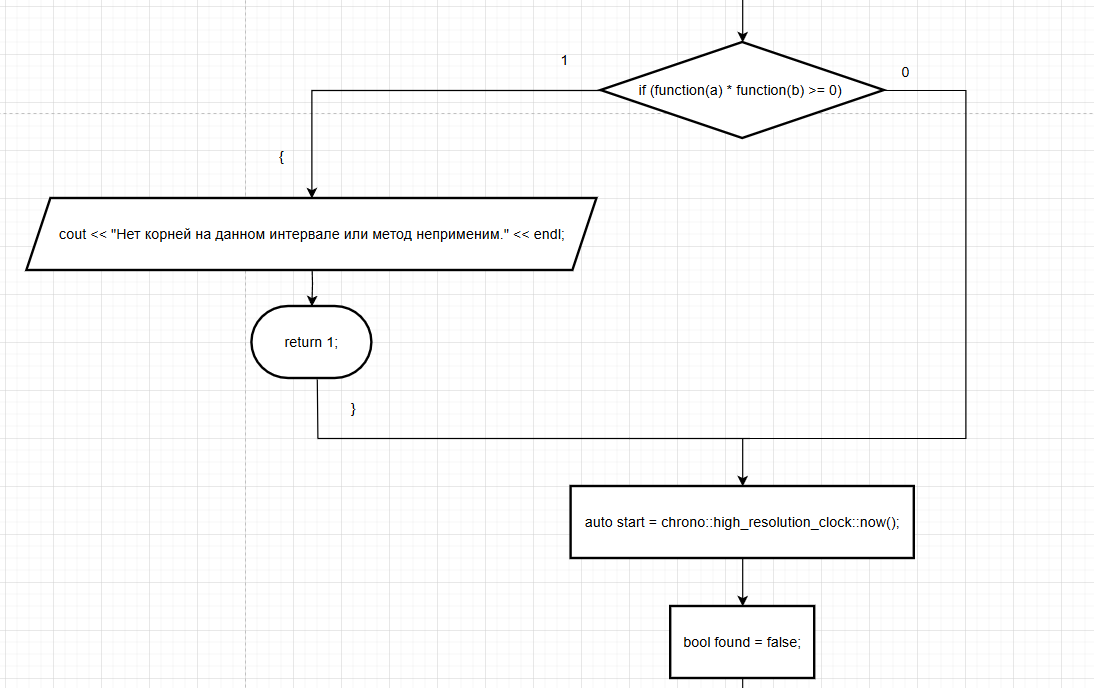 1
0
if (function(a) * function(b) >= 0)
{
cout << "Нет корней на данном интервале или метод неприменим." << endl;
return 1;
}
auto start = chrono::high_resolution_clock::now();
bool found = false;